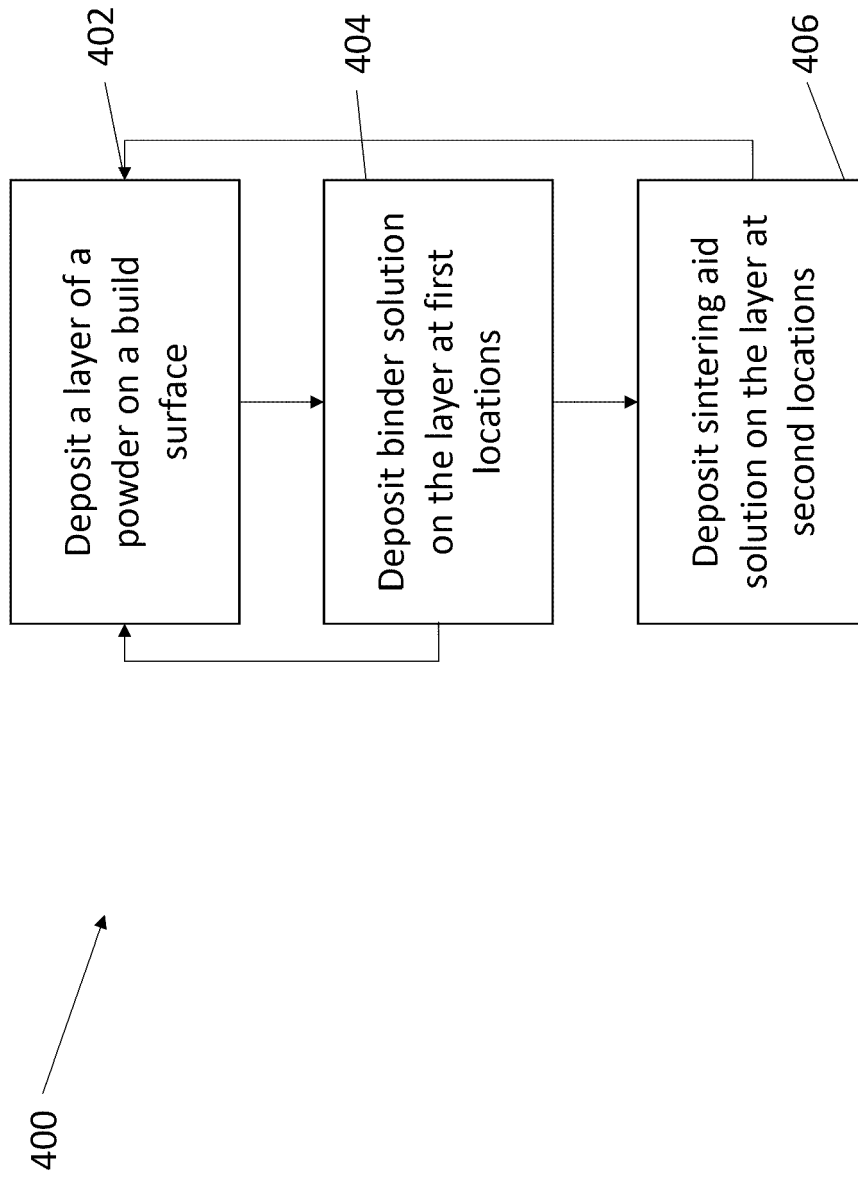 400
Deposit a layer of a
powder on a build
surface
402
Deposit binder solution
on the layer at first
locations
404
Deposit sintering aid
solution on the layer at
second locations
406